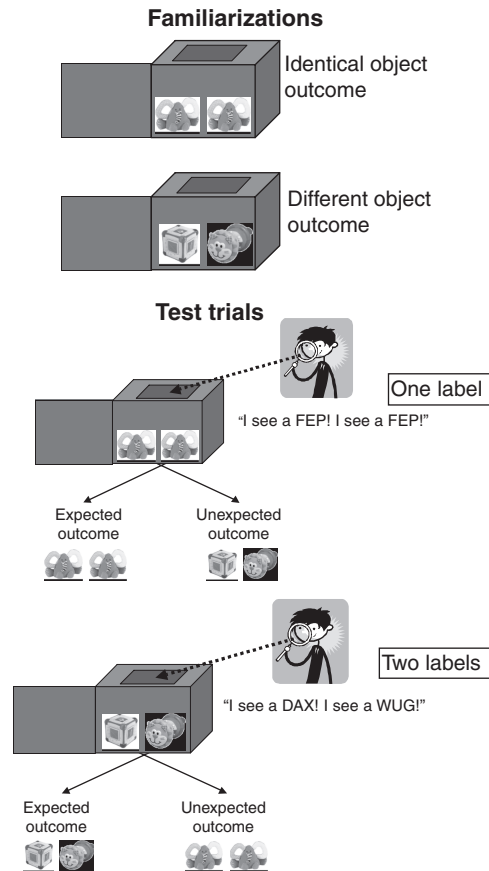 Familiarizations
Identical object
outcome
Different object
outcome
Test trials
One label
“I see a FEP! I see a FEP!”
Expected
outcome
Unexpected
outcome
Two labels
“I see a DAX! I see a WUG!”
Expected
outcome
Unexpected
outcome